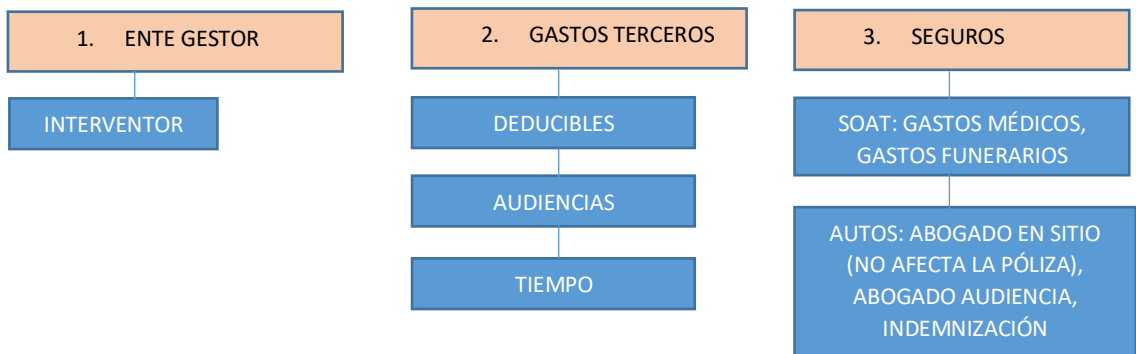 1. ENTE GESTOR
INTERVENTOR
2. GASTOS TERCEROS
DEDUCIBLES
AUDIENCIAS
TIEMPO
3. SEGUROS
SOAT: GASTOS MÉDICOS,
GASTOS FUNERARIOS
AUTOS: ABOGADO EN SITIO
(NO AFECTA LA PÓLIZA),
ABOGADO AUDIENCIA,
INDEMNIZACIÓN